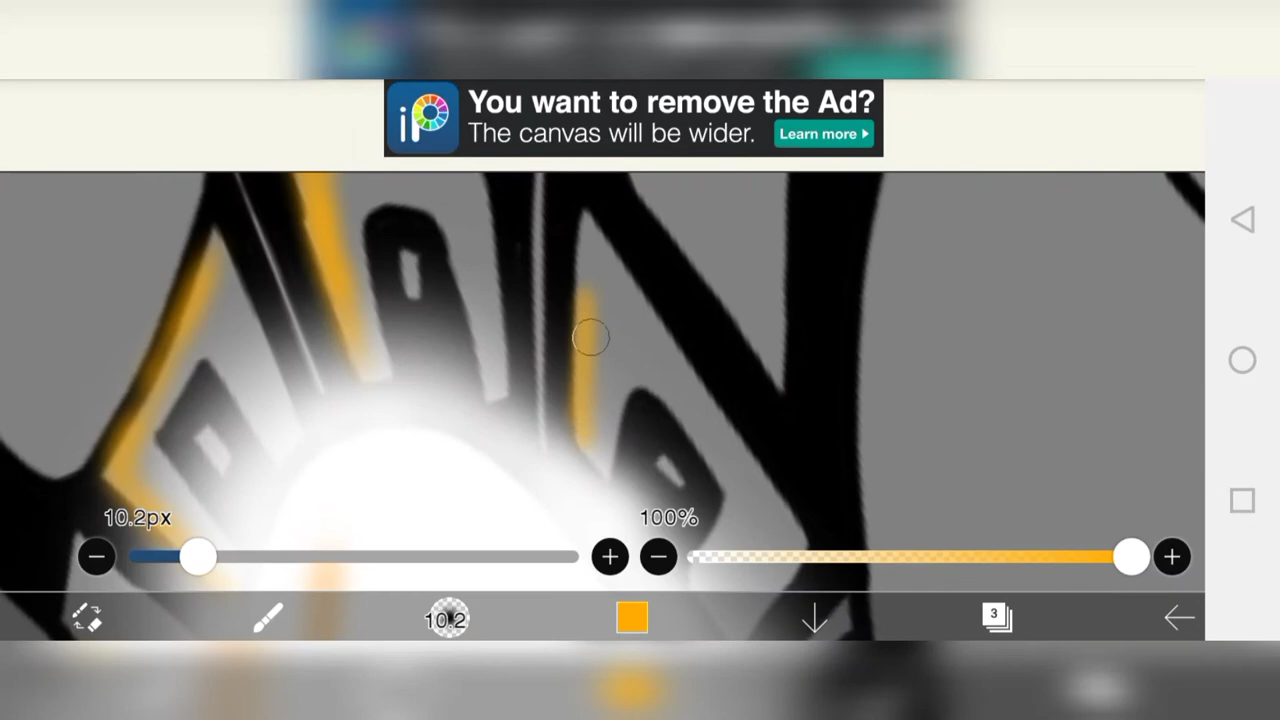 iP
You want to remove the Ad?
The canvas will be wider.
Learn more
10.2px
100%
10.2
3